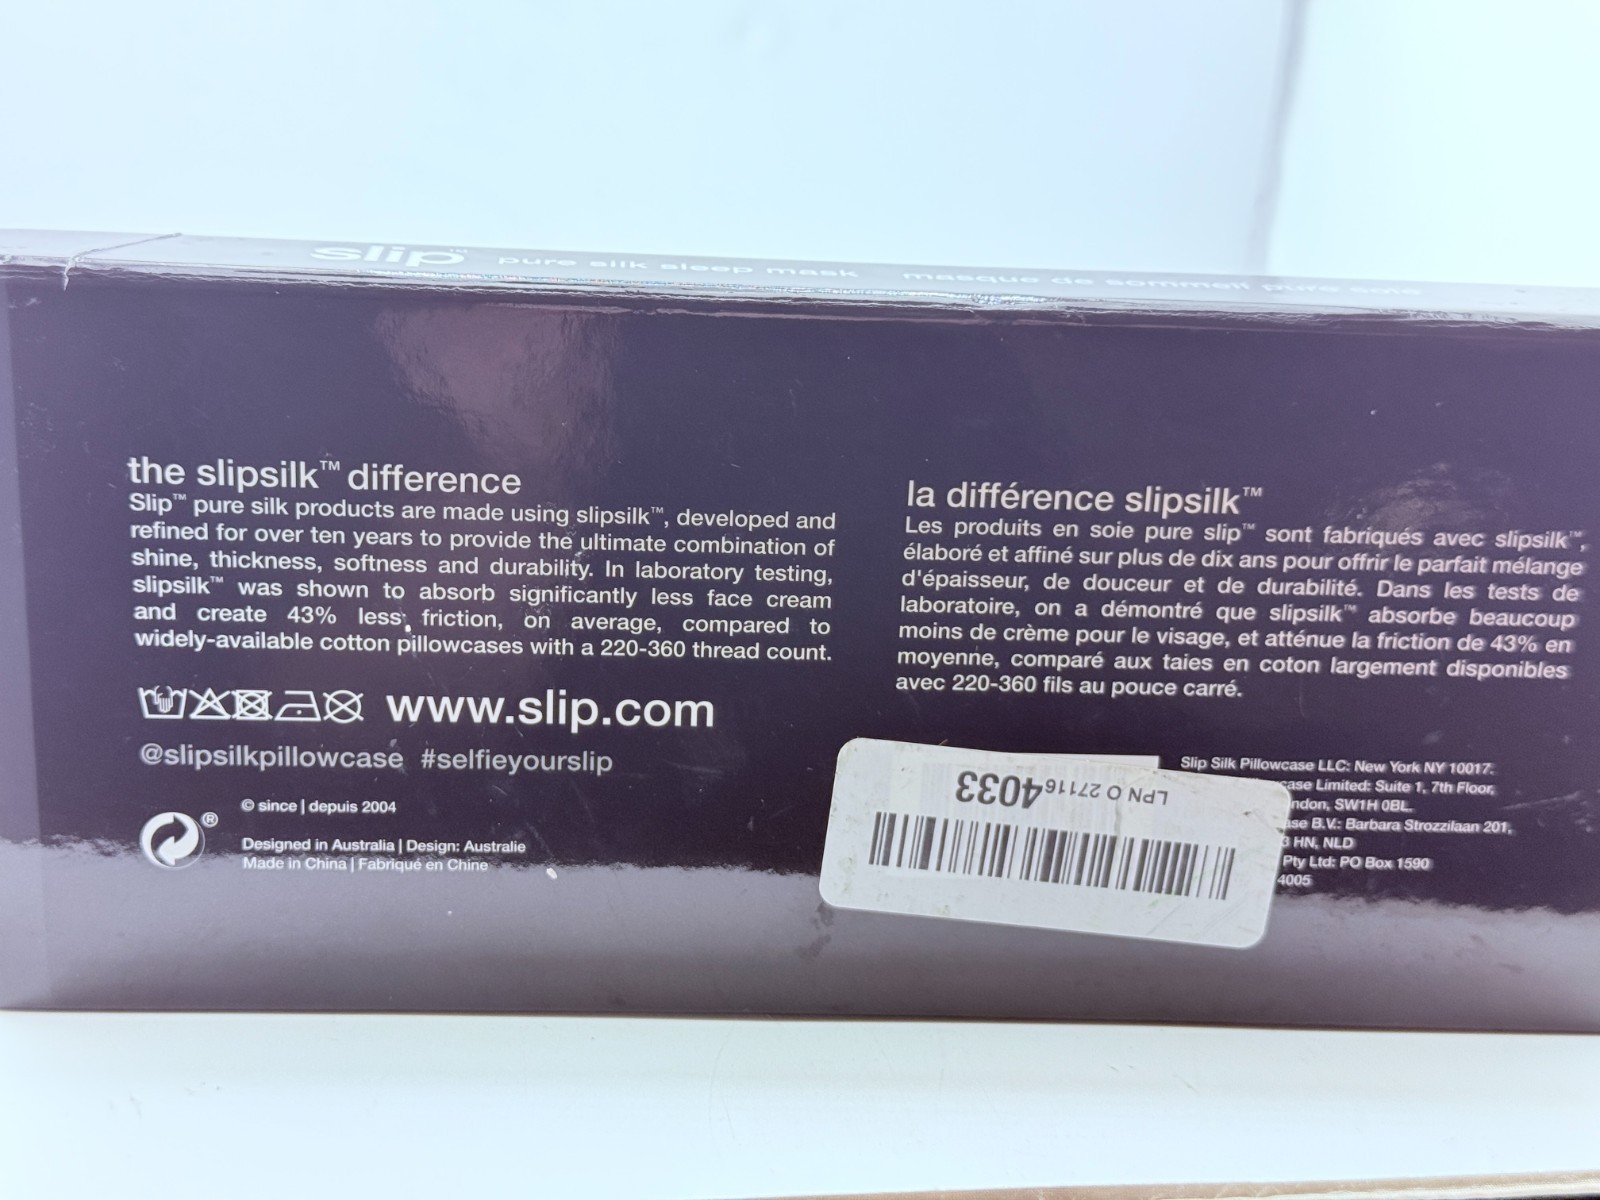 slip™ pure silk sleep mask masque de sommeil pure soie
the slipsilk™ difference
Slip™ pure silk products are made using slipsilk™, developed and
refined for over ten years to provide the ultimate combination of
shine, thickness, softness and durability. In laboratory testing,
slipsilk™ was shown to absorb significantly less face cream
and create 43% less friction, on average, compared to
widely-available cotton pillowcases with a 220-360 thread count.
www.slip.com
@slipsilkpillowcase #selfieyourslip
® © since | depuis 2004
Designed in Australia | Design: Australie
Made in China | Fabriqué en Chine
la différence slipsilk™
Les produits en soie pure slip™ sont fabriqués avec slipsilk™,
élaboré et affiné sur plus de dix ans pour offrir le parfait mélange
d'épaisseur, de douceur et de durabilité. Dans les tests de
laboratoire, on a démontré que slipsilk™ absorbe beaucoup
moins de crème pour le visage, et atténue la friction de 43% en
moyenne, comparé aux taies en coton largement disponibles
avec 220-360 fils au pouce carré.
Slip Silk Pillowcase LLC: New York NY 10017.
case Limited: Suite 1, 7th Floor,
ndon, SW1H 0BL.
ase B.V.: Barbara Strozzilaan 201,
3 HN, NLD
Pty Ltd: PO Box 1590
4005
LPN O 271164033